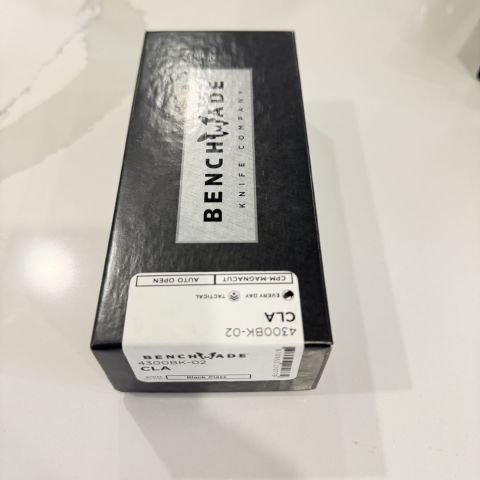 BENCHMADE
KNIFE COMPANY
CPM-MAGNACUT
AUTO OPEN
EVERY DAY
TACTICAL
CLA
4300BK-02
BENCHMADE
4300BK-02
CLA
Black Class